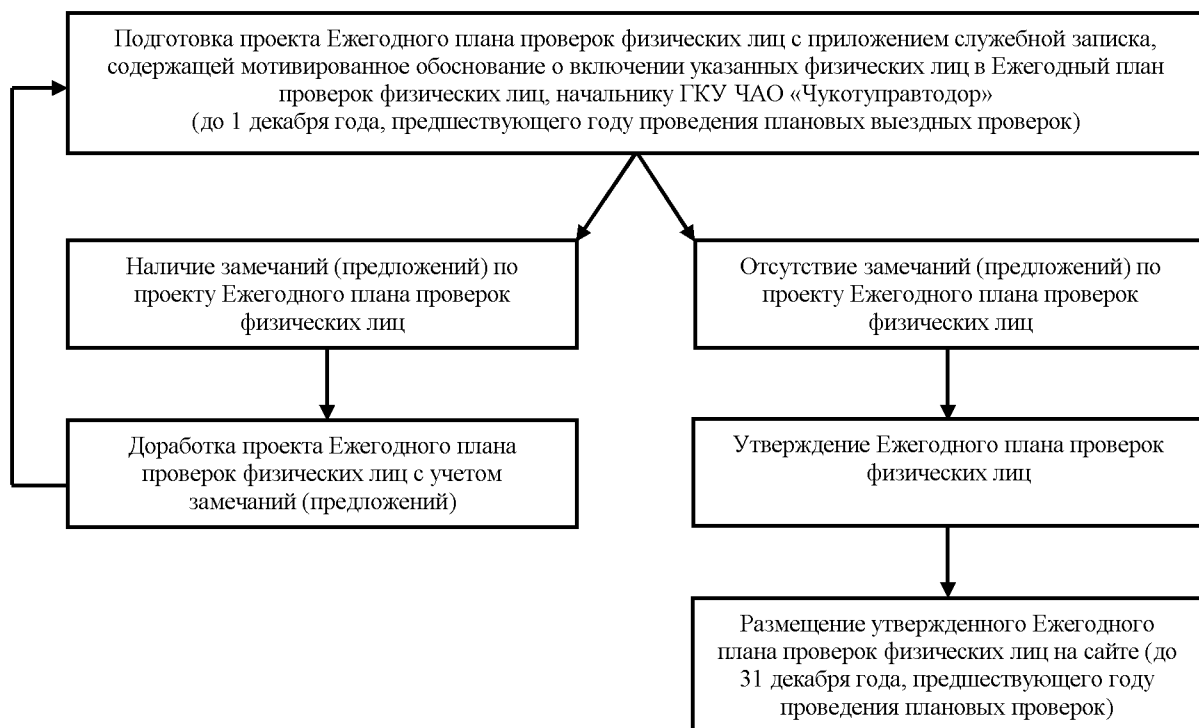 Подготовка проекта Ежегодного плана проверок физических лиц с приложением служебной записка,
содержащей мотивированное обоснование о включении указанных физических лиц в Ежегодный план
проверок физических лиц, начальнику ГКУ ЧАО «Чукотуправтодор»
(до 1 декабря года, предшествующего году проведения плановых выездных проверок)
Наличие замечаний (предложений) по
проекту Ежегодного плана проверок
физических лиц
Отсутствие замечаний (предложений) по
проекту Ежегодного плана проверок
физических лиц
Доработка проекта Ежегодного плана
проверок физических лиц с учетом
замечаний (предложений)
Утверждение Ежегодного плана проверок
физических лиц
Размещение утвержденного Ежегодного
плана проверок физических лиц на сайте (до
31 декабря года, предшествующего году
проведения плановых проверок)